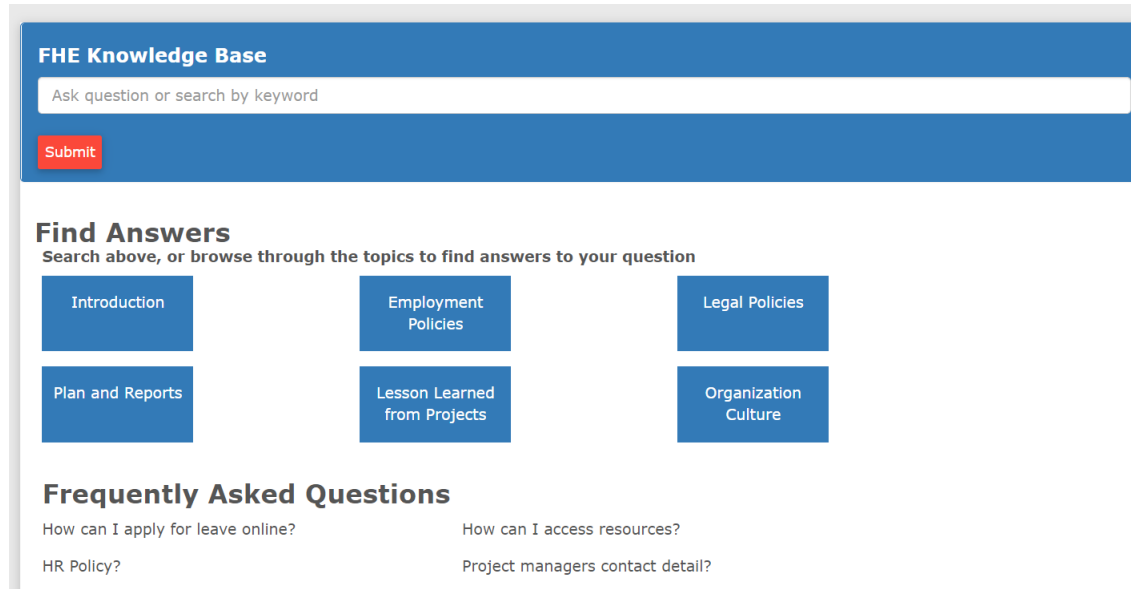 FHE Knowledge Base
Ask question or search by keyword
Submit
Find Answers
Search above, or browse through the topics to find answers to your question
Introduction
Employment
Policies
Legal Policies
Plan and Reports
Lesson Learned
from Projects
Organization
Culture
Frequently Asked Questions
How can I apply for leave online?
How can I access resources?
HR Policy?
Project managers contact detail?